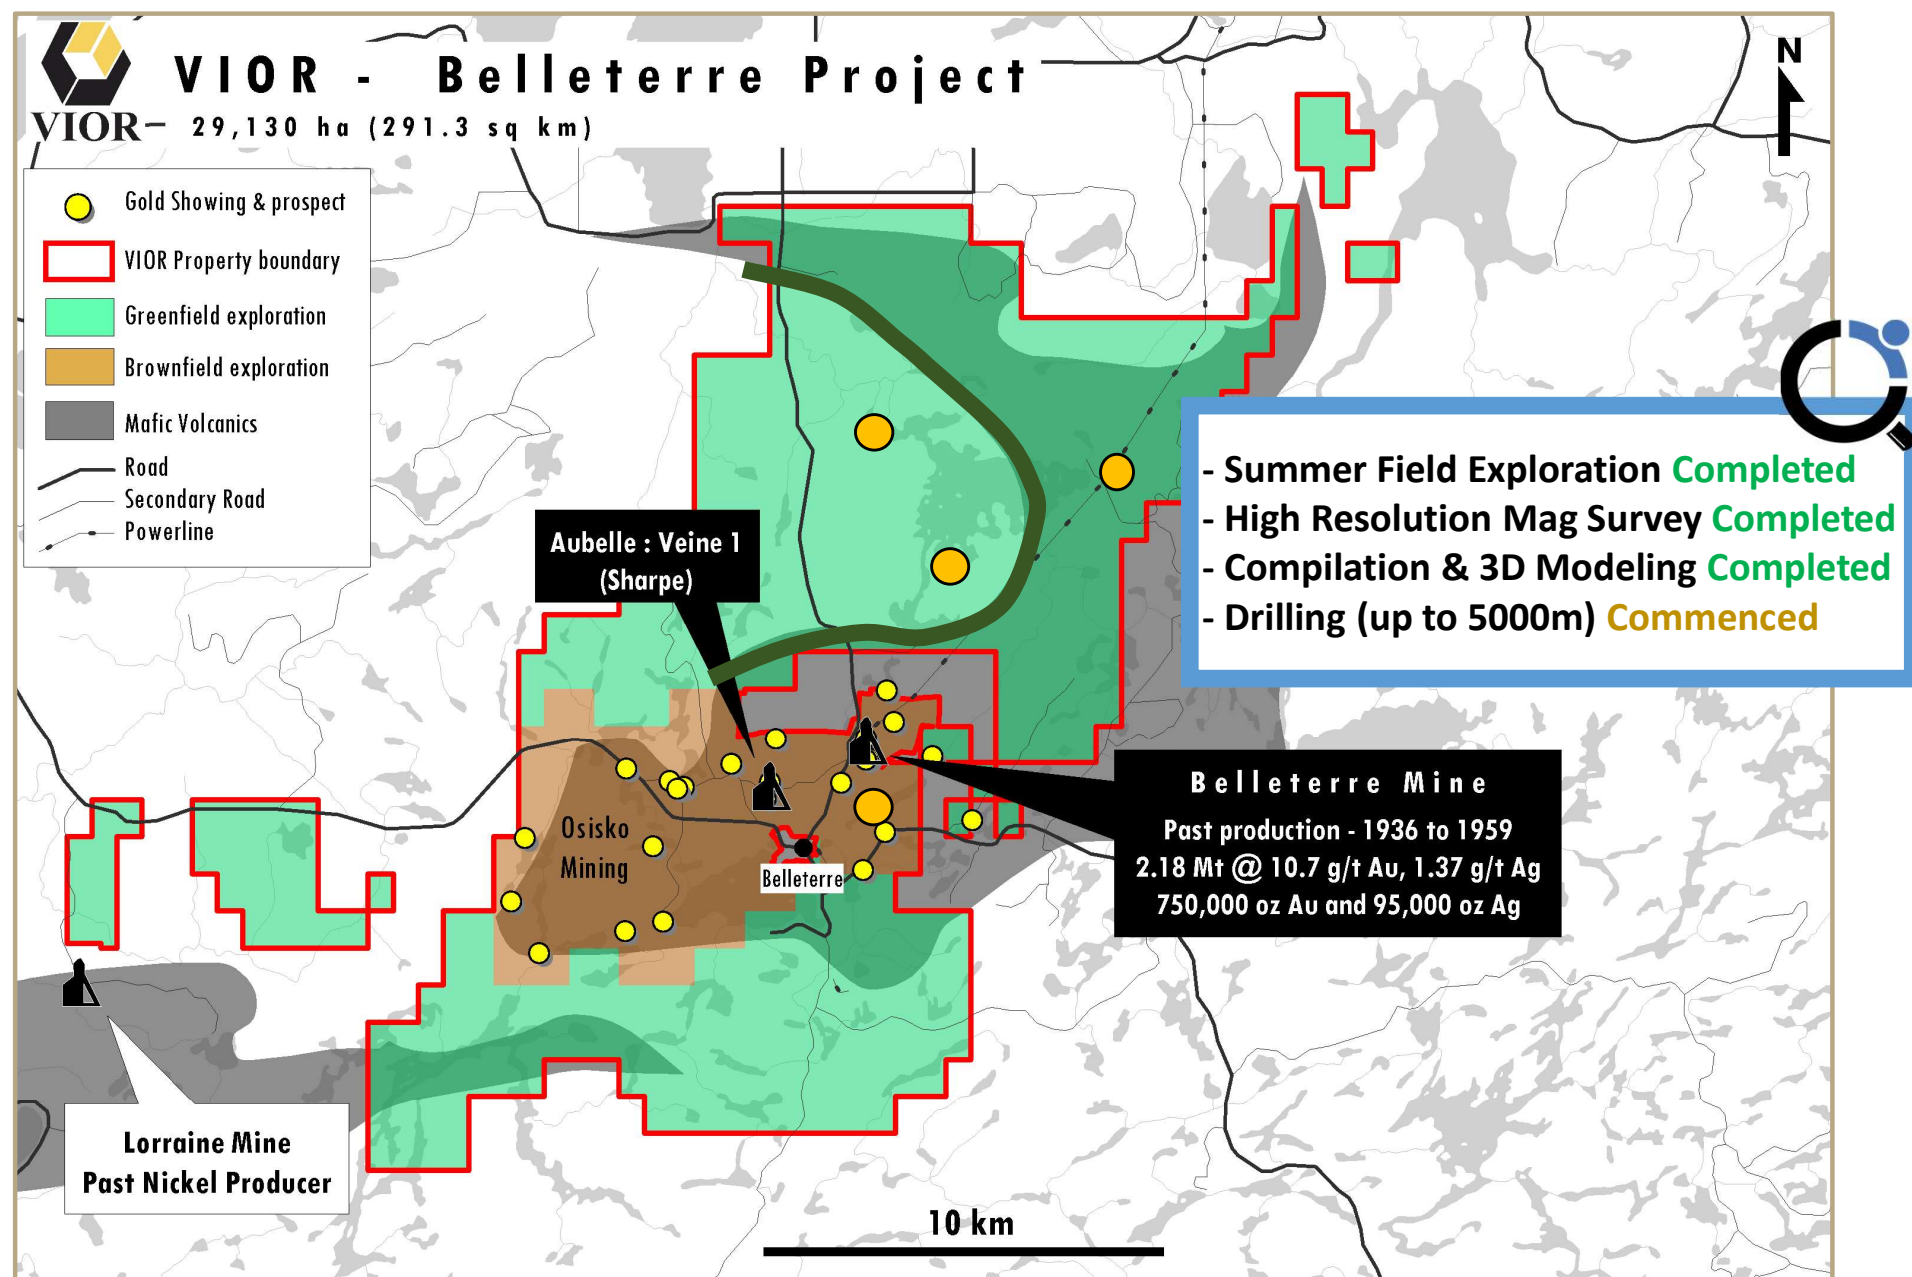 VIOR - Belleterre Project
VIOR
29,130 ha (291.3 sq km)
N
Gold Showing & prospect
VIOR Property boundary
Greenfield exploration
Brownfield exploration
Mafic Volcanics
Road
Secondary Road
Powerline
- Summer Field Exploration Completed
- High Resolution Mag Survey Completed
- Compilation & 3D Modeling Completed
- Drilling (up to 5000m) Commenced
Aubelle : Veine 1
(Sharpe)
Osisko
Mining
Belleterre
Belleterre Mine
Past production - 1936 to 1959
2.18 Mt @ 10.7 g/t Au, 1.37 g/t Ag
750,000 oz Au and 95,000 oz Ag
Lorraine Mine
Past Nickel Producer
10 km